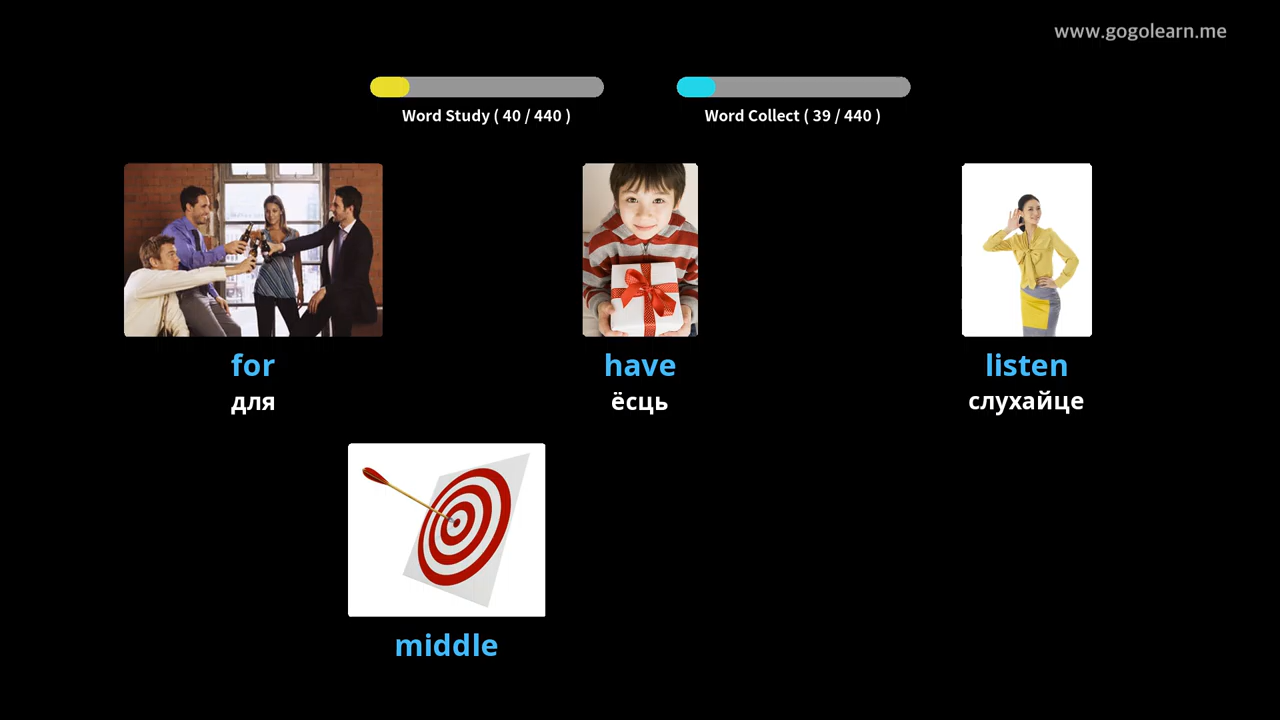 www.gogolearn.me
Word Study ( 40 / 440 )
Word Collect ( 39 / 440 )
for
have
listen
для
ёсць
слухайце
middle